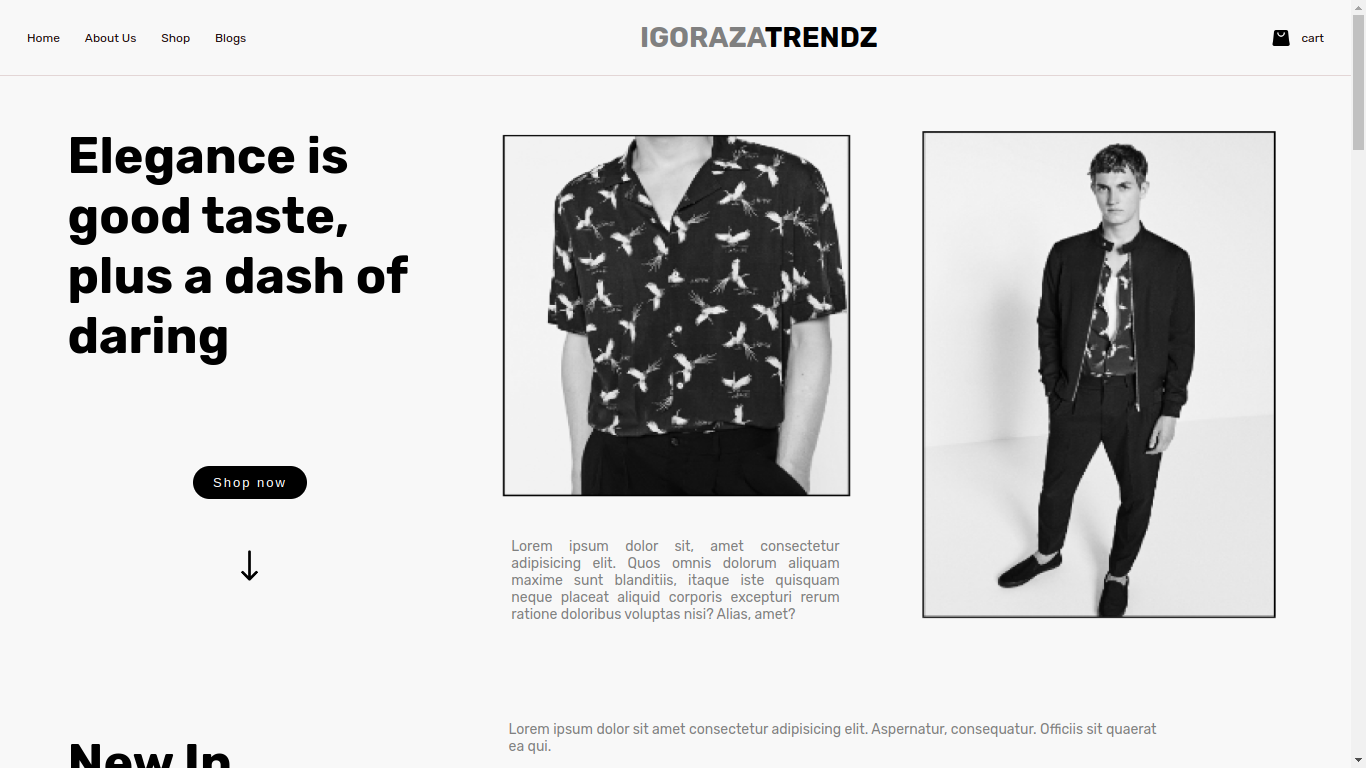 Home About Us Shop Blogs
IGORAZATRENDZ
cart
Elegance is
good taste,
plus a dash of
daring
Shop now
Lorem ipsum dolor sit, amet consectetur
adipisicing elit. Quos omnis dolorum aliquam
maxime sunt blanditiis, itaque iste quisquam
neque placeat aliquid corporis excepturi rerum
ratione doloribus voluptas nisi? Alias, amet?
New In
Lorem ipsum dolor sit amet consectetur adipisicing elit. Aspernatur, consequatur. Officiis sit quaerat
ea qui.